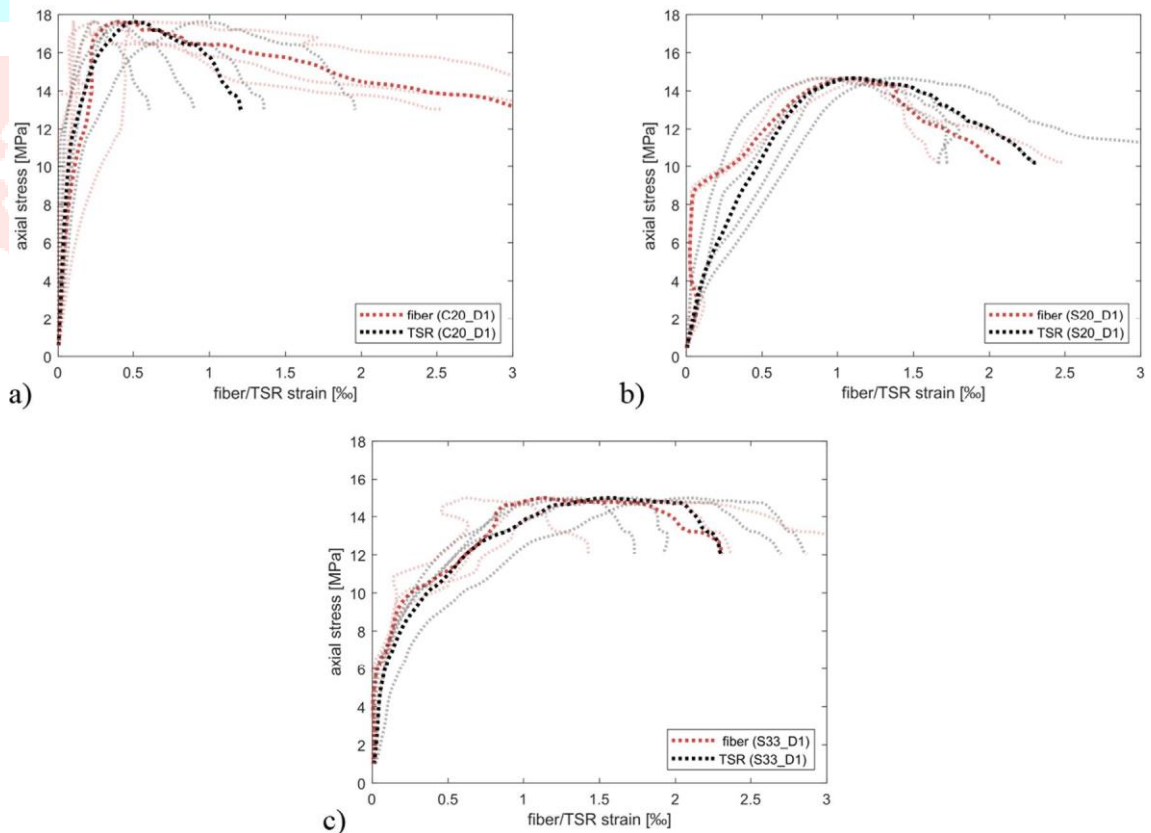 18
16
14
12
10
8
6
4
2
0
axial stress [MPa]
0 0.5 1 1.5 2 2.5 3
fiber/TSR strain [‰]
fiber (C20_D1)
TSR (C20_D1)
a)
18
16
14
12
10
8
6
4
2
0
axial stress [MPa]
0 0.5 1 1.5 2 2.5 3
fiber/TSR strain [‰]
fiber (S20_D1)
TSR (S20_D1)
b)
18
16
14
12
10
8
6
4
2
0
axial stress [MPa]
0 0.5 1 1.5 2 2.5 3
fiber/TSR strain [‰]
fiber (S33_D1)
TSR (S33_D1)
c)